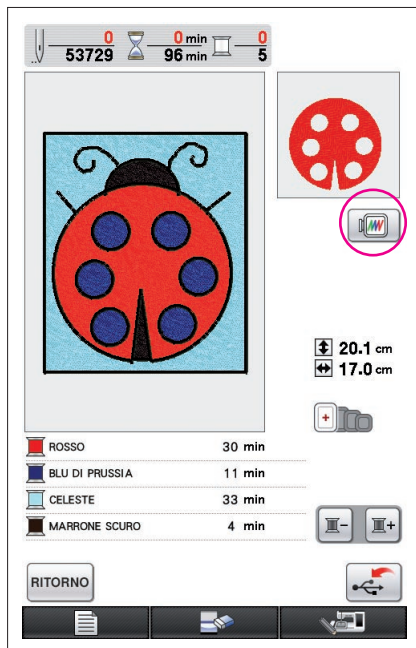 0 0 min 0
53729 96 min 5
20.1 cm
17.0 cm
ROSSO 30 min
BLU DI PRUSSIA 11 min
CELESTE 33 min
MARRONE SCURO 4 min
RITORNO